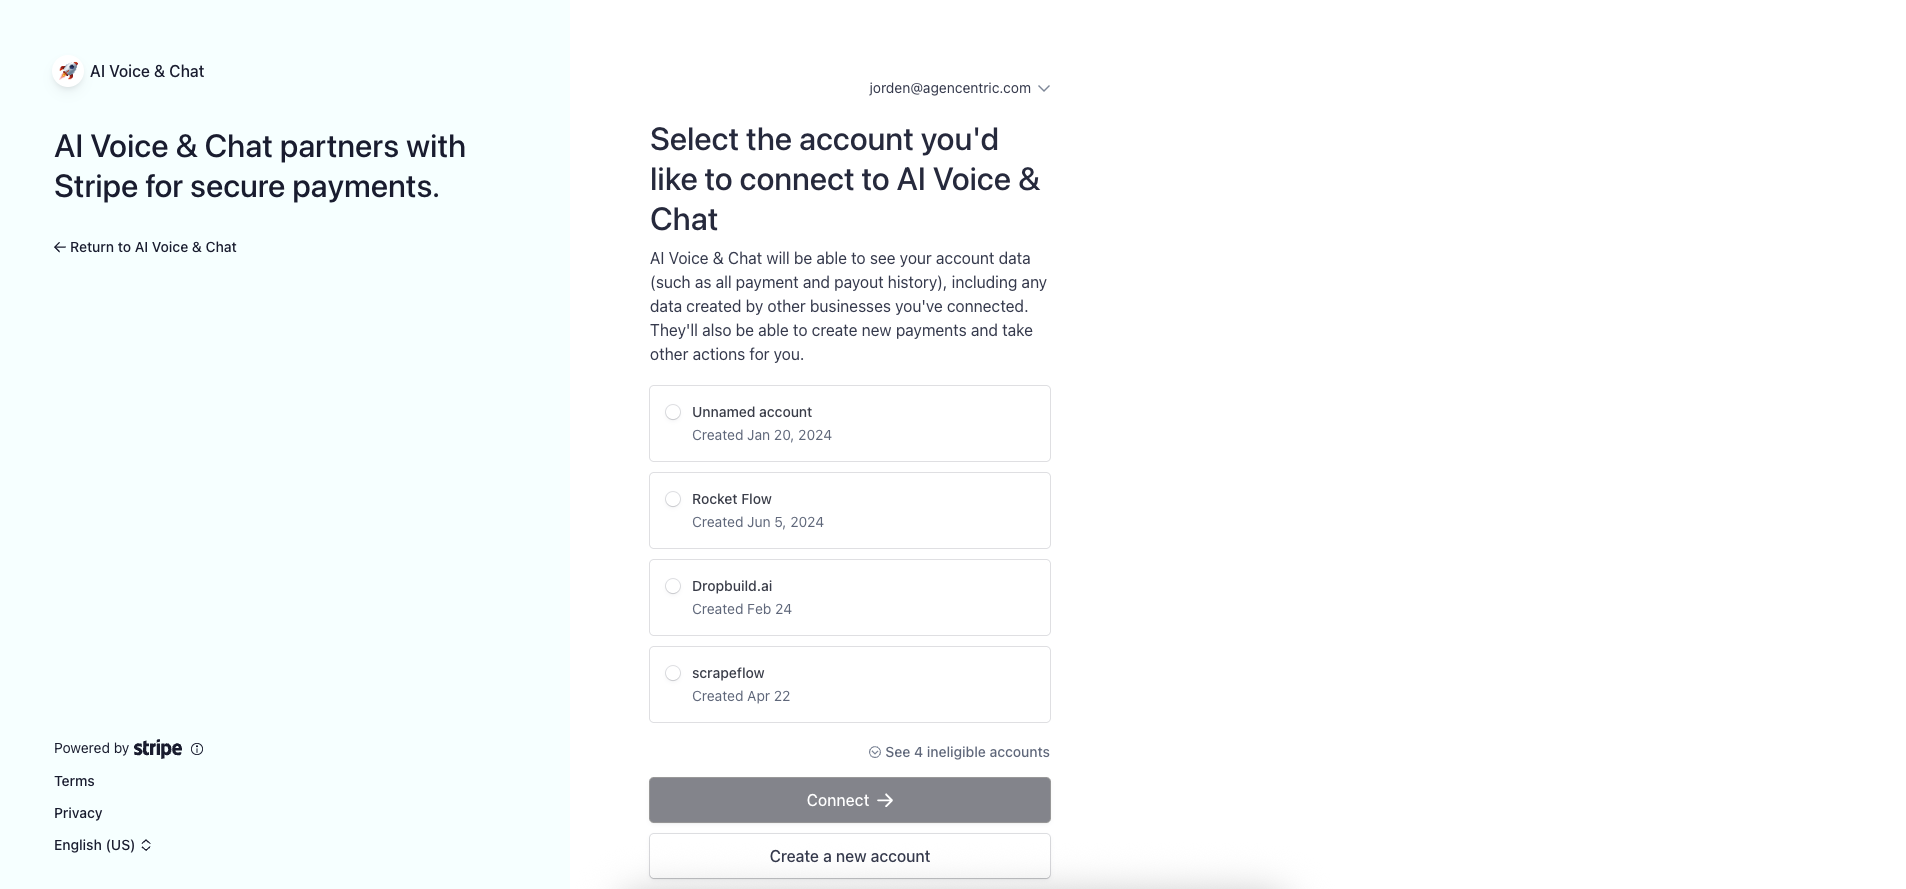 AI Voice & Chat
AI Voice & Chat partners with
Stripe for secure payments.
Return to AI Voice & Chat
Powered by stripe
Terms
Privacy
English (US)
jorden@agencentric.com
Select the account you'd
like to connect to AI Voice &
Chat
AI Voice & Chat will be able to see your account data
(such as all payment and payout history), including any
data created by other businesses you've connected.
They'll also be able to create new payments and take
other actions for you.
Unnamed account
Created Jan 20, 2024
Rocket Flow
Created Jun 5, 2024
Dropbuild.ai
Created Feb 24
scrapeflow
Created Apr 22
See 4 ineligible accounts
Connect
Create a new account